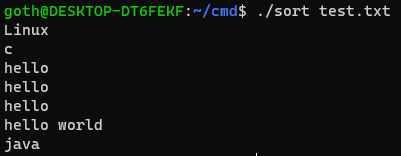 goth@DESKTOP-DT6FEKF:~/cmd$ ./sort test.txt
Linux
c
hello
hello
hello
hello world
java